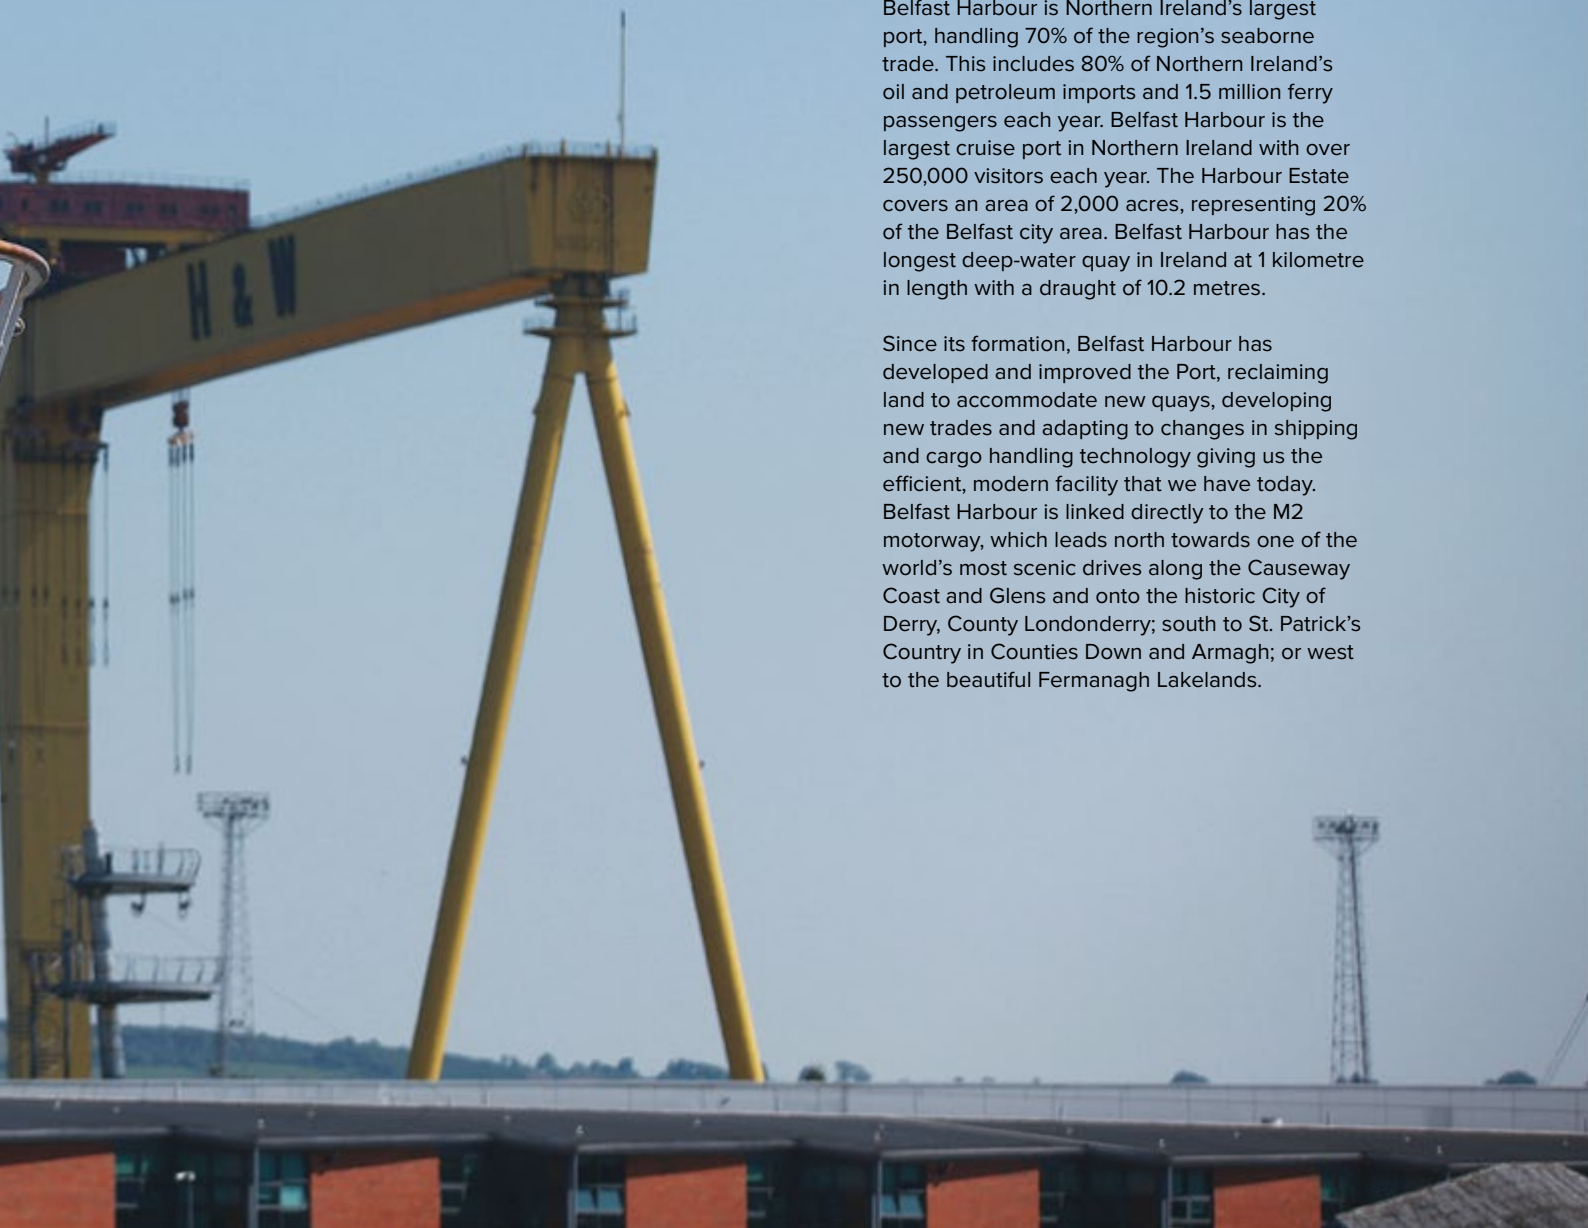 Belfast Harbour is Northern Ireland’s largest
port, handling 70% of the region’s seaborne
trade. This includes 80% of Northern Ireland’s
oil and petroleum imports and 1.5 million ferry
passengers each year. Belfast Harbour is the
largest cruise port in Northern Ireland with over
250,000 visitors each year. The Harbour Estate
covers an area of 2,000 acres, representing 20%
of the Belfast city area. Belfast Harbour has the
longest deep-water quay in Ireland at 1 kilometre
in length with a draught of 10.2 metres.
Since its formation, Belfast Harbour has
developed and improved the Port, reclaiming
land to accommodate new quays, developing
new trades and adapting to changes in shipping
and cargo handling technology giving us the
efficient, modern facility that we have today.
Belfast Harbour is linked directly to the M2
motorway, which leads north towards one of the
world’s most scenic drives along the Causeway
Coast and Glens and onto the historic City of
Derry, County Londonderry; south to St. Patrick’s
Country in Counties Down and Armagh; or west
to the beautiful Fermanagh Lakelands.
H & W